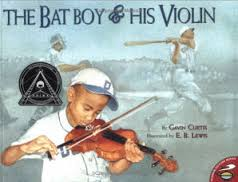 THE BAT BOY & HIS VIOLIN
By GAVIN CURTIS
Illustrated by E. B. LEWIS